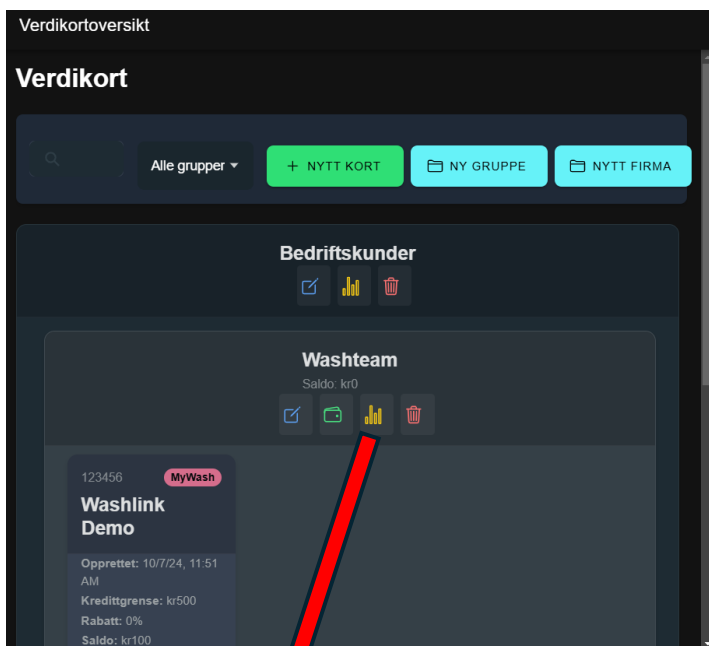 Verdikortoversikt
Verdikort
Alle grupper
+ NYTT KORT
NY GRUPPE
NYTT FIRMA
Bedriftskunder
Washteam
Saldo: kr0
123456 MyWash
Washlink
Demo
Opprettet: 10/7/24, 11:51
AM
Kredittgrense: kr500
Rabatt: 0%
Saldo: kr100